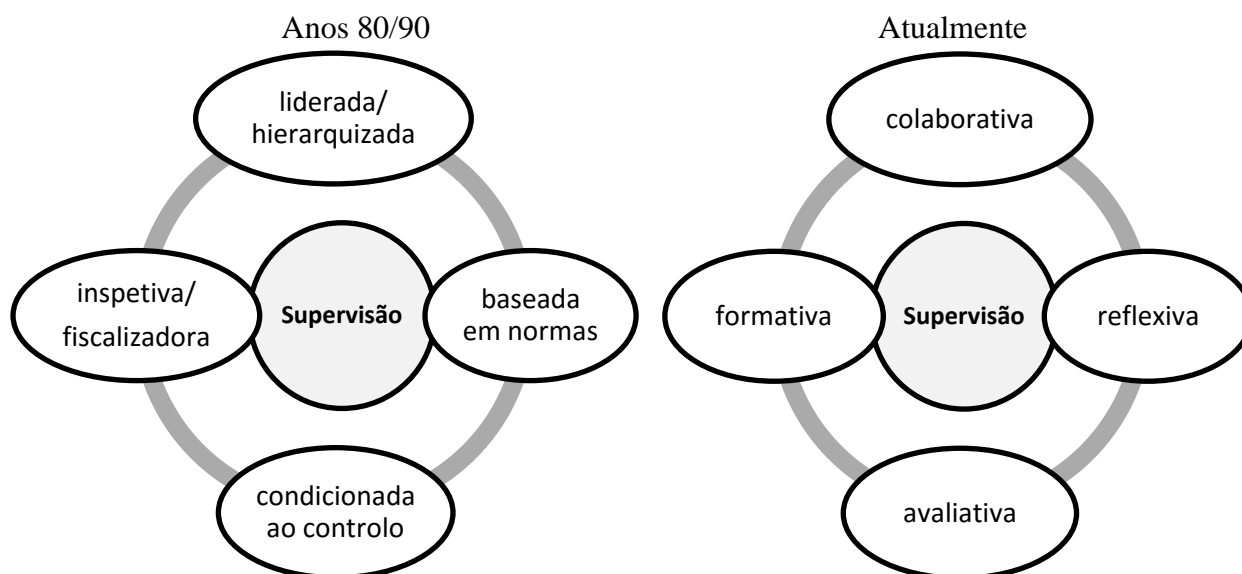 Anos 80/90
liderada/
hierarquizada
inspetiva/
fiscalizadora
Supervisão
baseada
em normas
condicionada
ao controlo
Atualmente
colaborativa
formativa
Supervisão
reflexiva
avaliativa